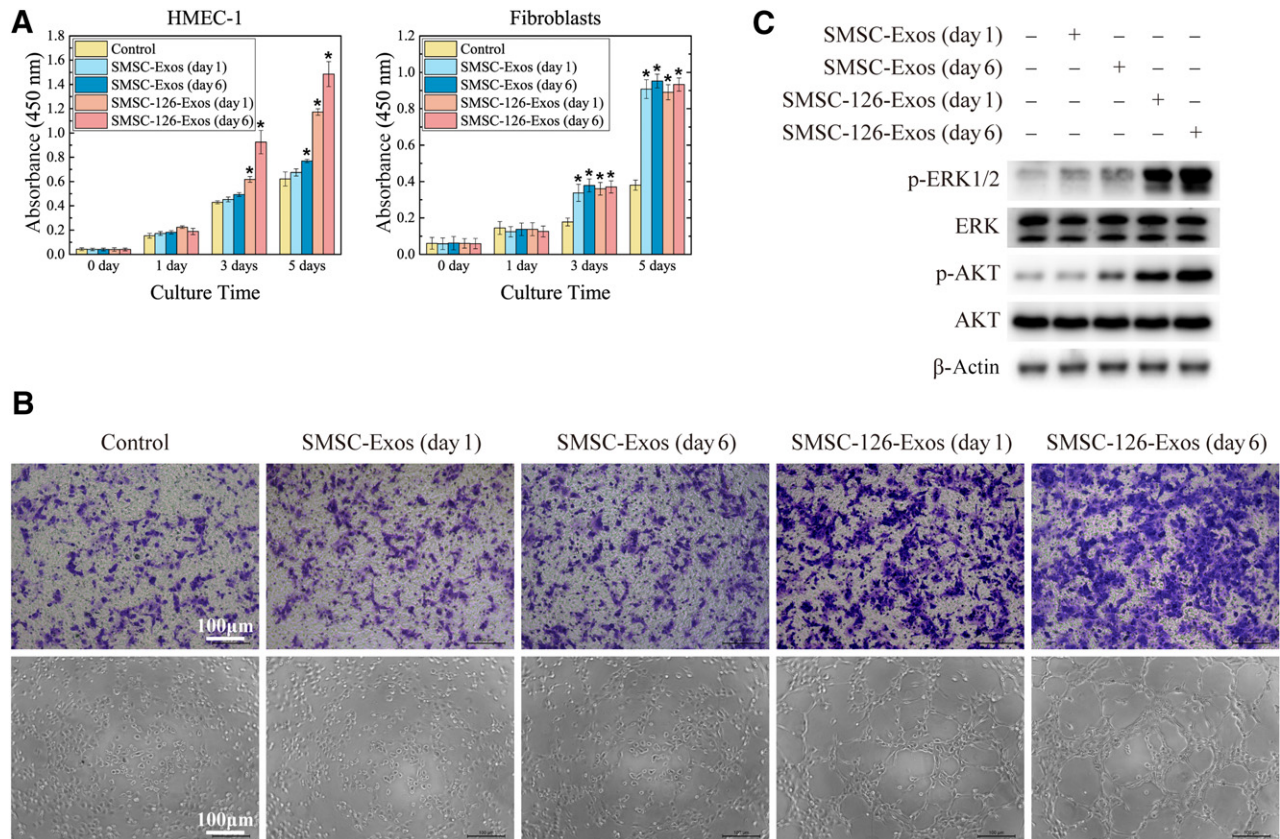 A
HMEC-1
Absorbance (450 nm)
1.8
1.6
1.4
1.2
1.0
0.8
0.6
0.4
0.2
0.0
Control
SMSC-Exos (day 1)
SMSC-Exos (day 6)
SMSC-126-Exos (day 1)
SMSC-126-Exos (day 6)
* * * * *
0 day 1 day 3 days 5 days
Culture Time
Fibroblasts
Absorbance (450 nm)
1.2
1.0
0.8
0.6
0.4
0.2
0.0
Control
SMSC-Exos (day 1)
SMSC-Exos (day 6)
SMSC-126-Exos (day 1)
SMSC-126-Exos (day 6)
* * * * * * * *
0 day 1 day 3 days 5 days
Culture Time
C
SMSC-Exos (day 1) – + – – –
SMSC-Exos (day 6) – – + – –
SMSC-126-Exos (day 1) – – – + –
SMSC-126-Exos (day 6) – – – – +
p-ERK1/2
ERK
p-AKT
AKT
β-Actin
B
Control SMSC-Exos (day 1) SMSC-Exos (day 6) SMSC-126-Exos (day 1) SMSC-126-Exos (day 6)
100μm
100μm